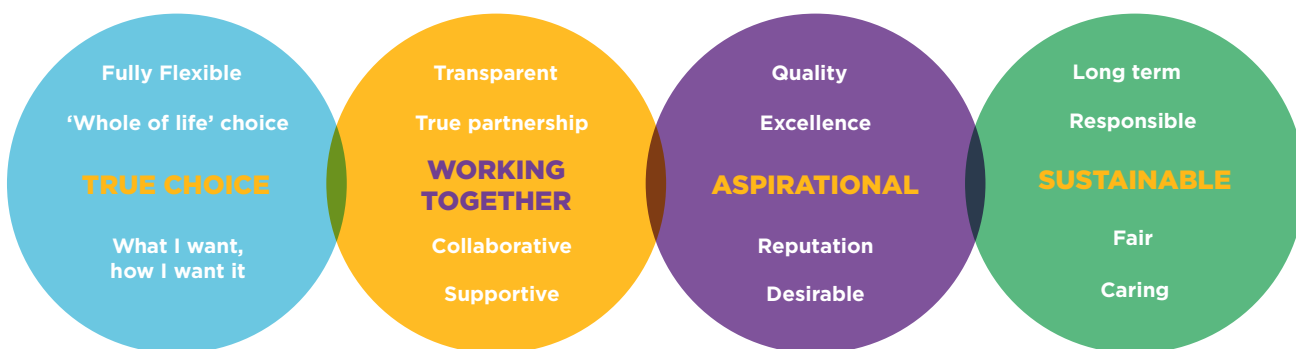 Fully Flexible
‘Whole of life’ choice
TRUE CHOICE
What I want,
how I want it
Transparent
True partnership
WORKING
TOGETHER
Collaborative
Supportive
Quality
Excellence
ASPIRATIONAL
Reputation
Desirable
Long term
Responsible
SUSTAINABLE
Fair
Caring